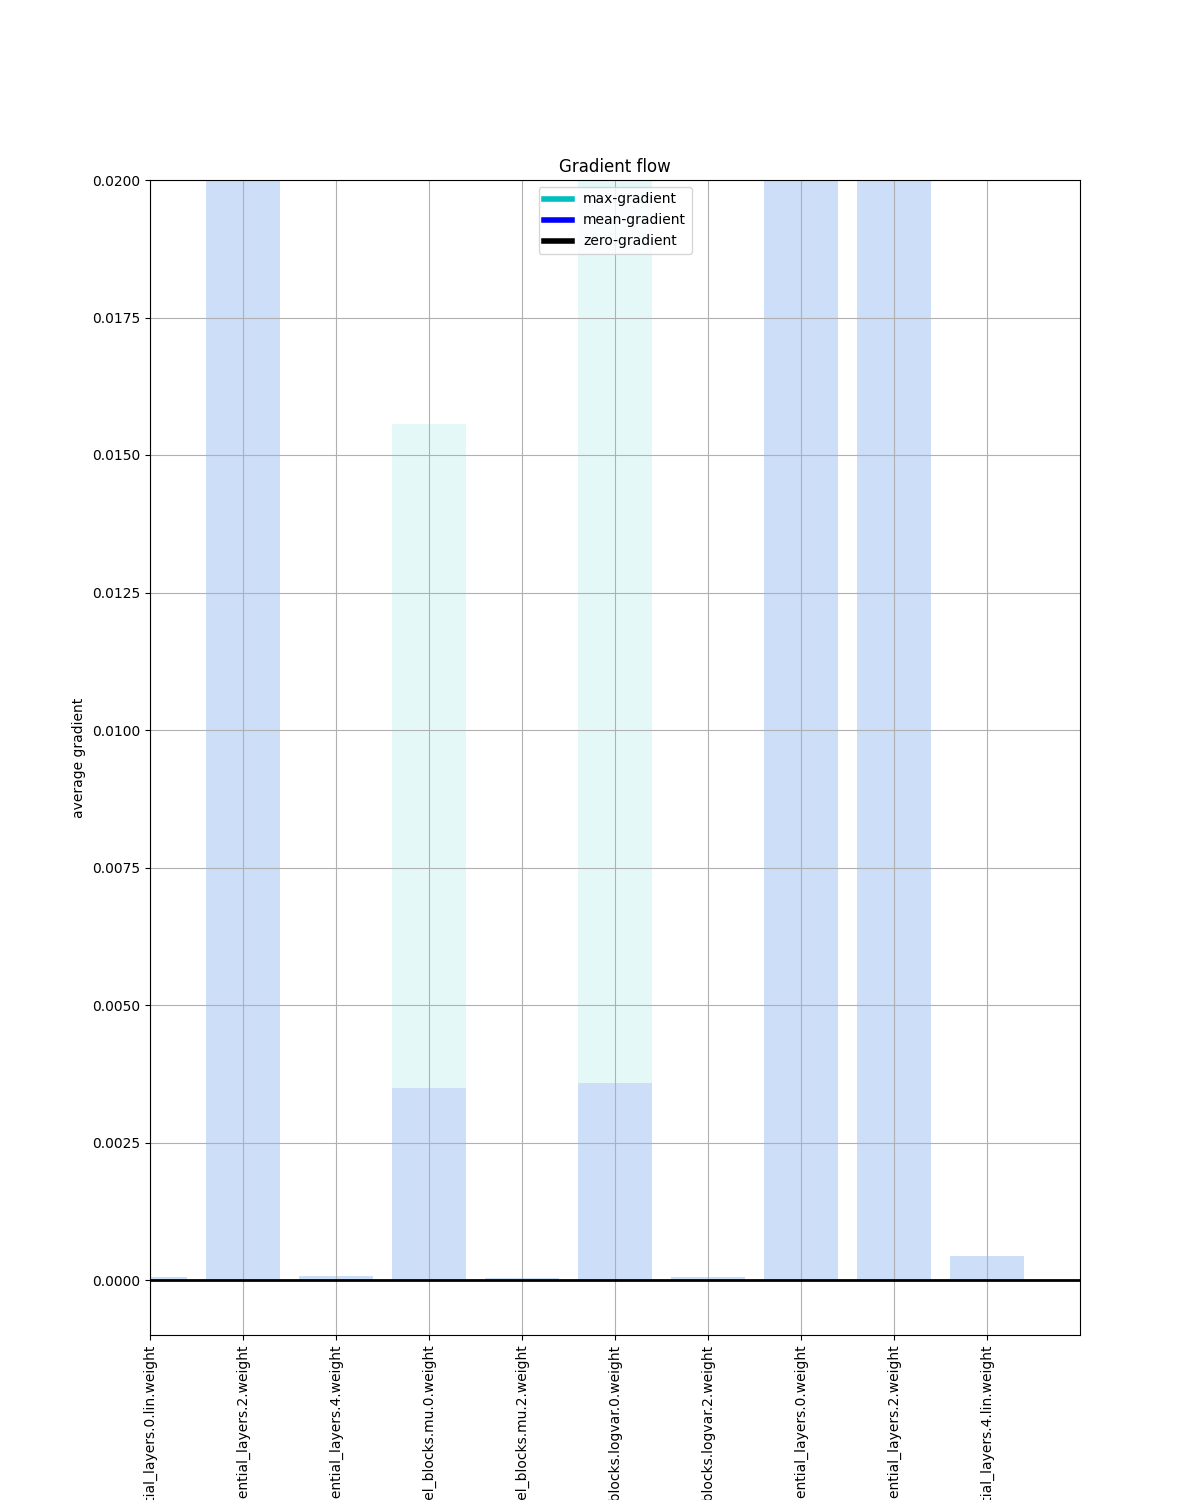 Gradient flow
max-gradient
mean-gradient
zero-gradient
0.0200
0.0175
0.0150
0.0125
0.0100
0.0075
0.0050
0.0025
0.0000
average gradient
tial_layers.0.lin.weight
ential_layers.2.weight
ential_layers.4.weight
el_blocks.mu.0.weight
el_blocks.mu.2.weight
blocks.logvar.0.weight
blocks.logvar.2.weight
ential_layers.0.weight
ential_layers.2.weight
tial_layers.4.lin.weight